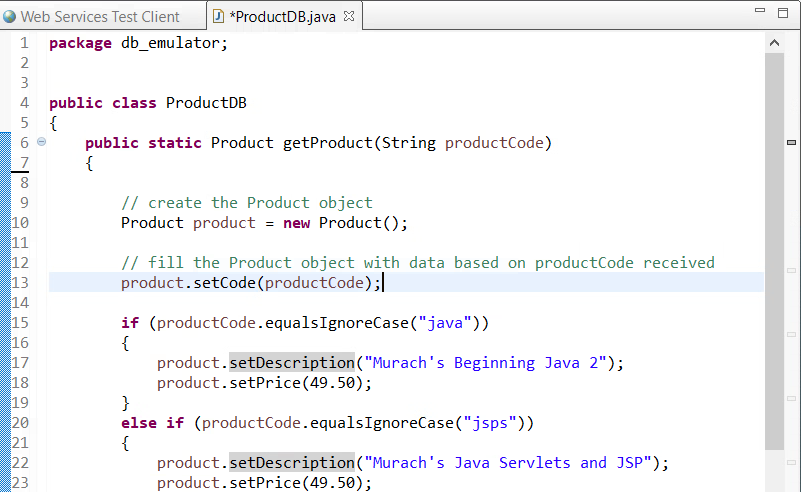 Web Services Test Client
*ProductDB.java
1 package db_emulator;
2
3
4 public class ProductDB
5 {
6     public static Product getProduct(String productCode)
7     {
8
9         // create the Product object
10         Product product = new Product();
11
12         // fill the Product object with data based on productCode received
13         product.setCode(productCode);
14
15         if (productCode.equalsIgnoreCase("java"))
16         {
17             product.setDescription("Murach's Beginning Java 2");
18             product.setPrice(49.50);
19         }
20         else if (productCode.equalsIgnoreCase("jsps"))
21         {
22             product.setDescription("Murach's Java Servlets and JSP");
23             product.setPrice(49.50);